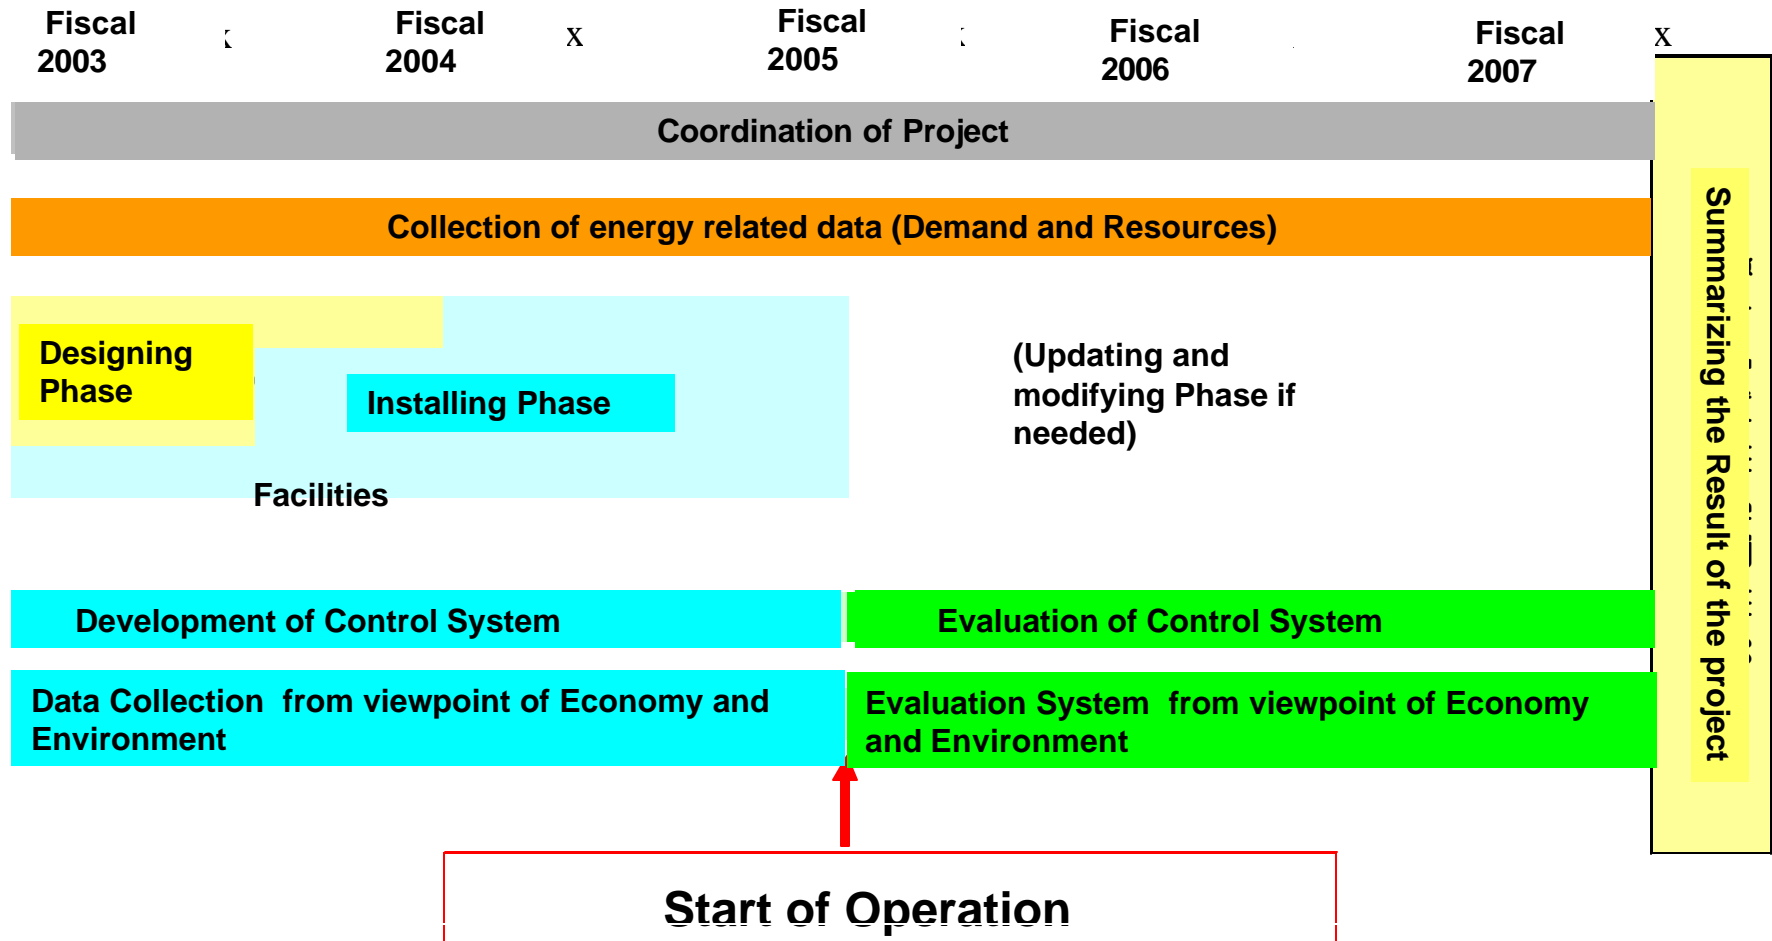 Fiscal
2003
Fiscal
2004
x
Fiscal
2005
Fiscal
2006
Fiscal
2007
x
Coordination of Project
Collection of energy related data (Demand and Resources)
Designing
Phase
Installing Phase
(Updating and
modifying Phase if
needed)
Facilities
Development of Control System
Evaluation of Control System
Data Collection from viewpoint of Economy and
Environment
Evaluation System from viewpoint of Economy
and Environment
Summarizing the Result of the project
Start of Operation